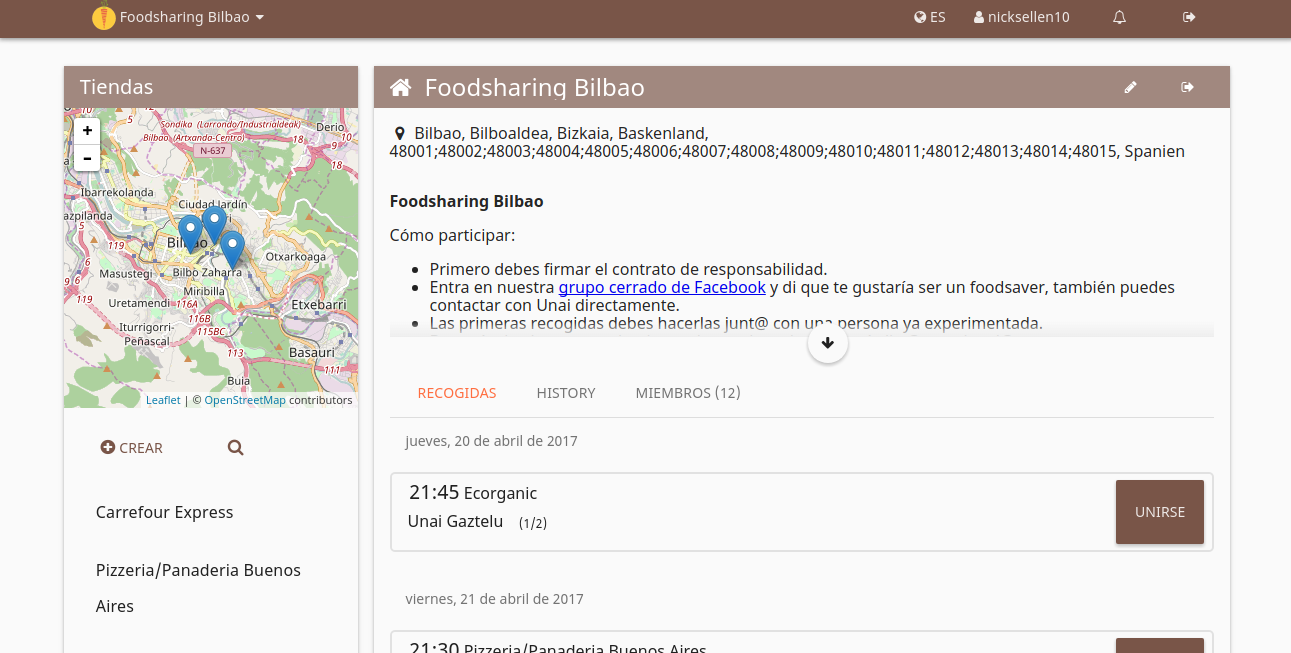 Foodsharing Bilbao
ES
nicksellen10
Tiendas
10
Sondika (Larrondo/Industrialdeak)
Derio
Bilbao (Artxanda-Centro)
N-637
+
-
Ibarrekolanda
Ciudad Jardín
azpilanda
119
Bilbao
Otxarkoaga
Masustegi
Bilbo Zaharra
Miribilla
119
Uretamendi
116A
Etxebarri
116B
Iturrigorri-
Peñascal
115BC
113
Basauri
111
Buia
Leaflet | © OpenStreetMap contributors
CREAR
Carrefour Express
Pizzeria/Panaderia Buenos
Aires
Foodsharing Bilbao
Bilbao, Bilboaldea, Bizkaia, Baskenland,
48001;48002;48003;48004;48005;48006;48007;48008;48009;48010;48011;48012;48013;48014;48015, Spanien
Foodsharing Bilbao
Cómo participar:
Primero debes firmar el contrato de responsabilidad.
Entra en nuestra grupo cerrado de Facebook y di que te gustaría ser un foodsaver, también puedes
contactar con Unai directamente.
Las primeras recogidas debes hacerlas junt@ con una persona ya experimentada.
RECOGIDAS
HISTORY
MIEMBROS (12)
jueves, 20 de abril de 2017
21:45 Ecorganic
Unai Gaztelu (1/2)
UNIRSE
viernes, 21 de abril de 2017
21:30 Pizzeria/Panaderia Buenos Aires